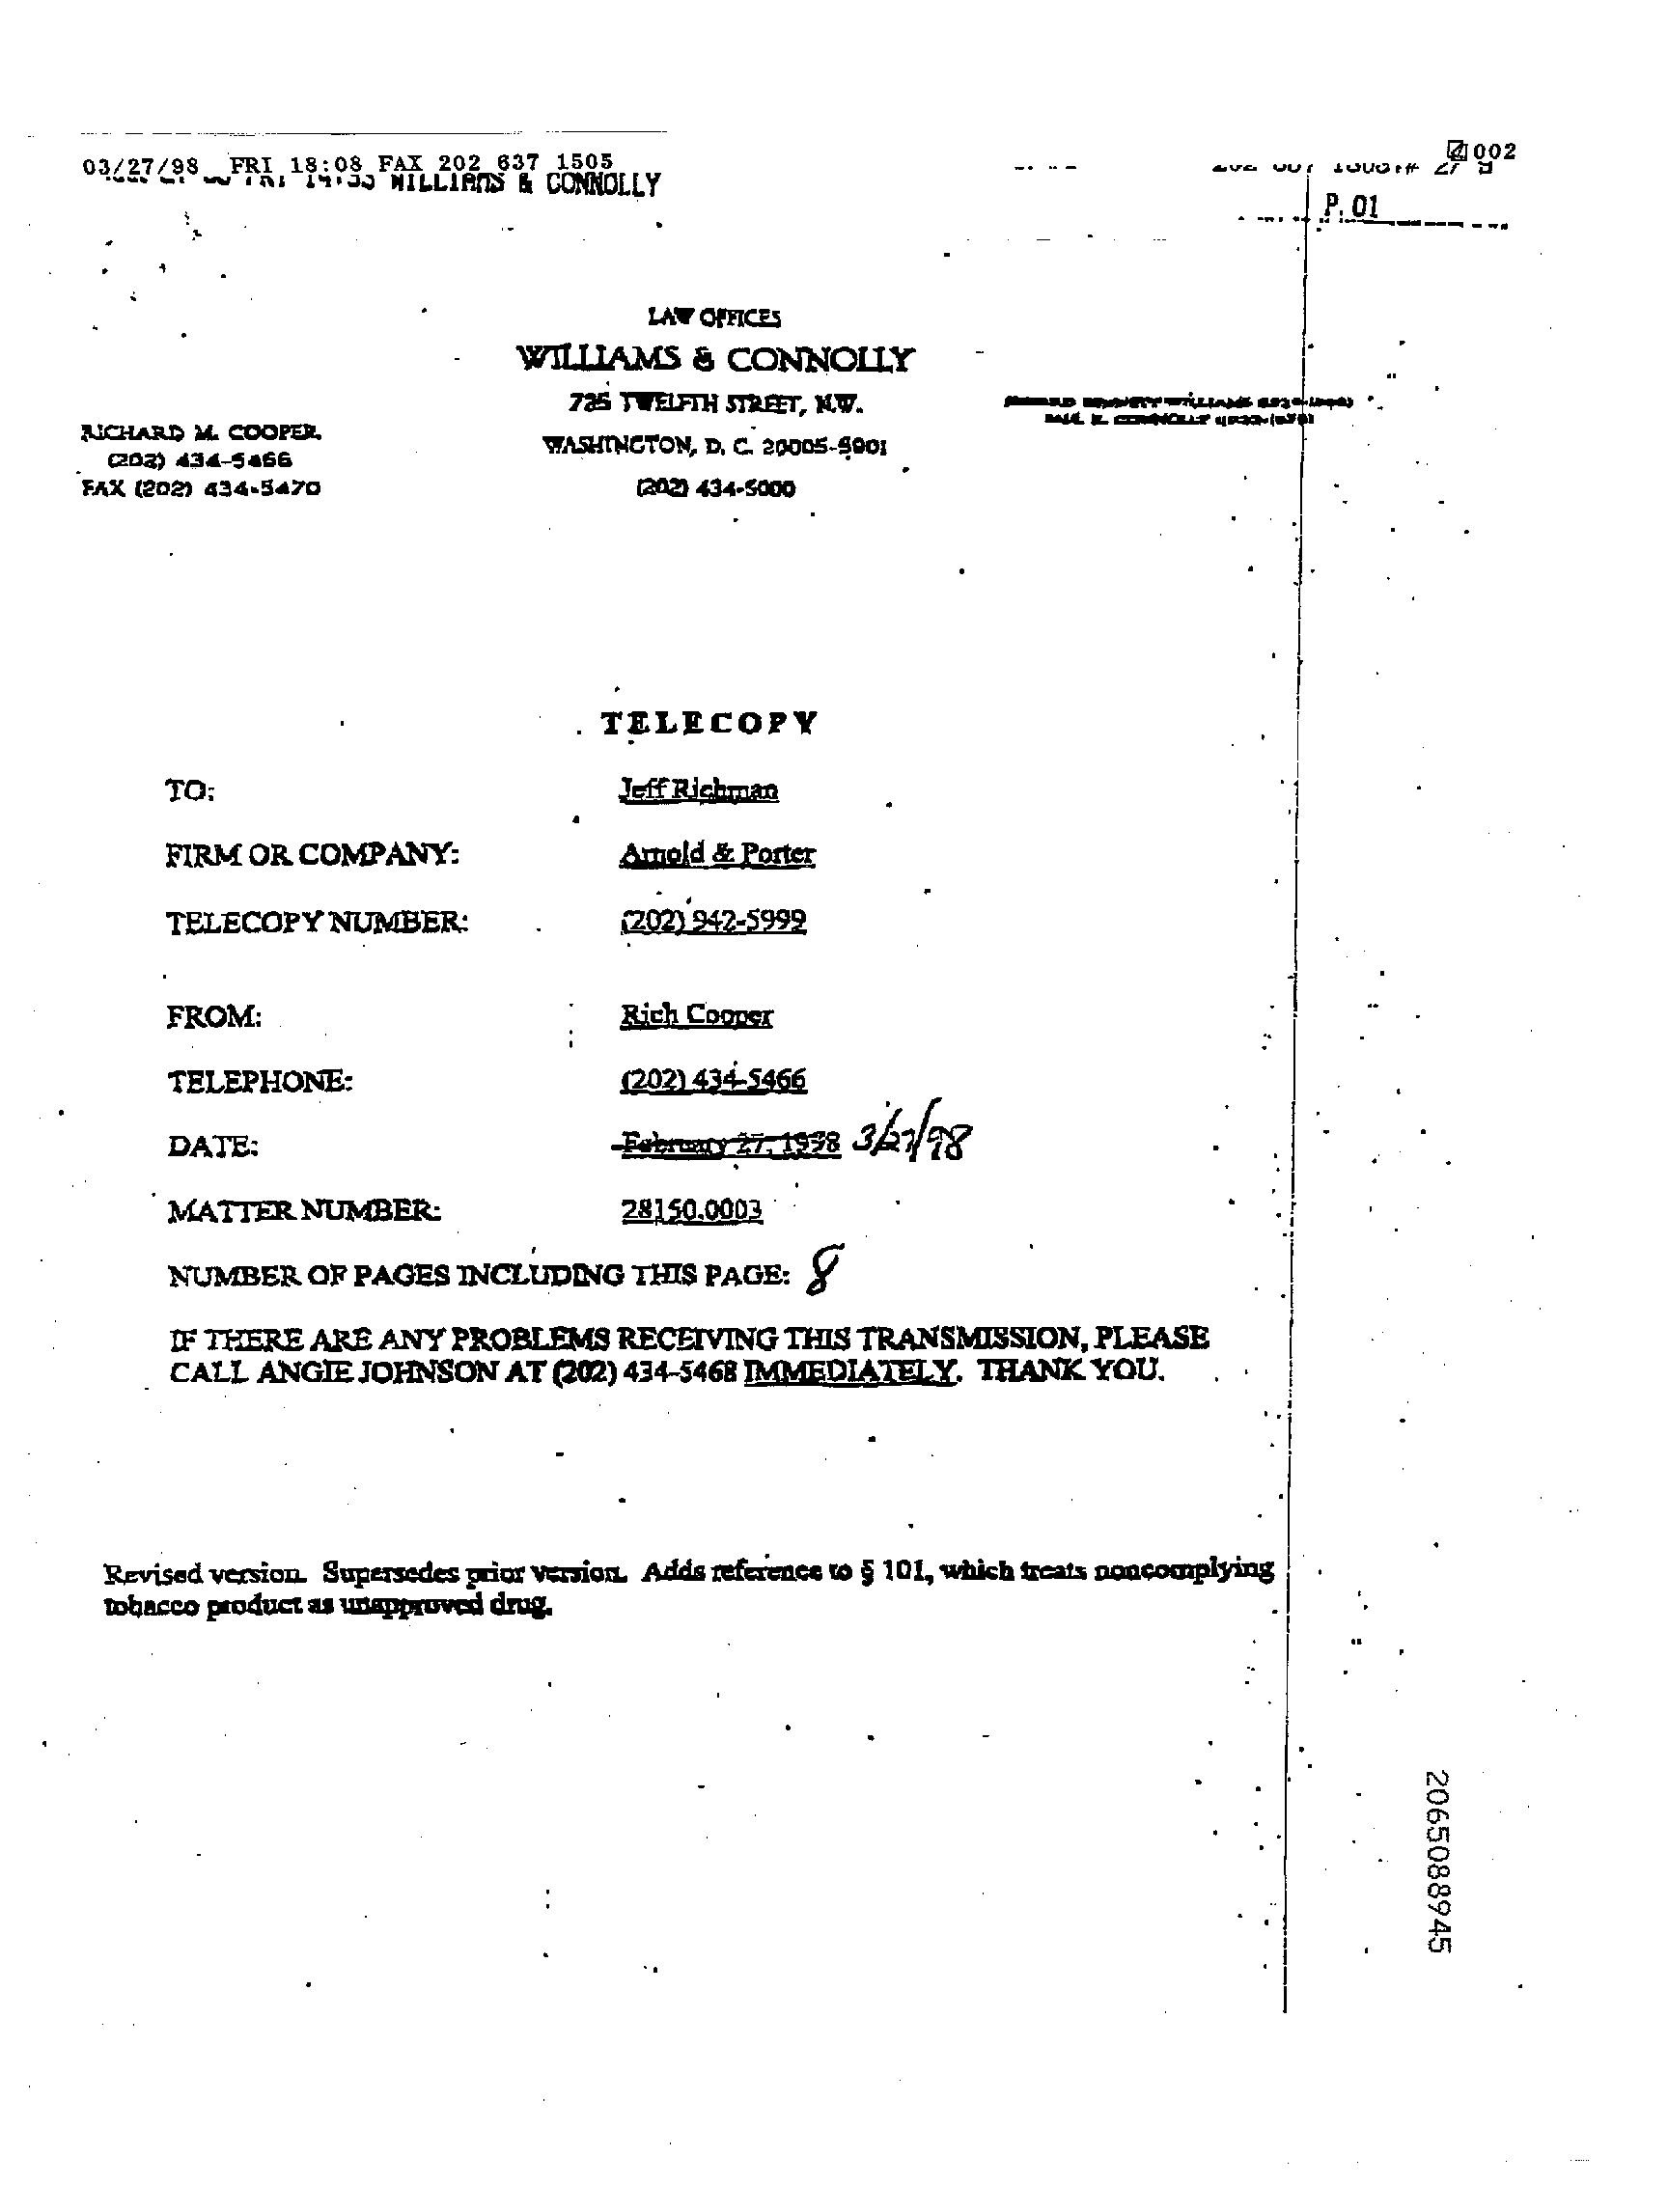 03/27/98 FRI 18:08 FAX 202 637 1505
002
WILLIAMS & CONNOLLY
P. 01
LAW OFFICES
WILLIAMS & CONNOLLY
725 TWELFTH STREET, N.W.
WASHINGTON, D. C. 20005-5901
(202) 434-5000
RICHARD M. COOPER
(202) 434-5466
FAX (202) 434-5470
TELECOPY
TO: Jeff Richman
FIRM OR COMPANY: Arnold & Porter
TELECOPY NUMBER: (202) 942-5999
FROM: Rich Cooper
TELEPHONE: (202) 434-5466
DATE: February 27, 1998 3/27/98
MATTER NUMBER: 28150.0003
NUMBER OF PAGES INCLUDING THIS PAGE: 8
IF THERE ARE ANY PROBLEMS RECEIVING THIS TRANSMISSION, PLEASE
CALL ANGIE JOHNSON AT (202) 434-5468 IMMEDIATELY. THANK YOU.
Revised version. Supersedes prior version. Adds reference to § 101, which treats noncomplying
tobacco product as unapproved drug.
2065088945